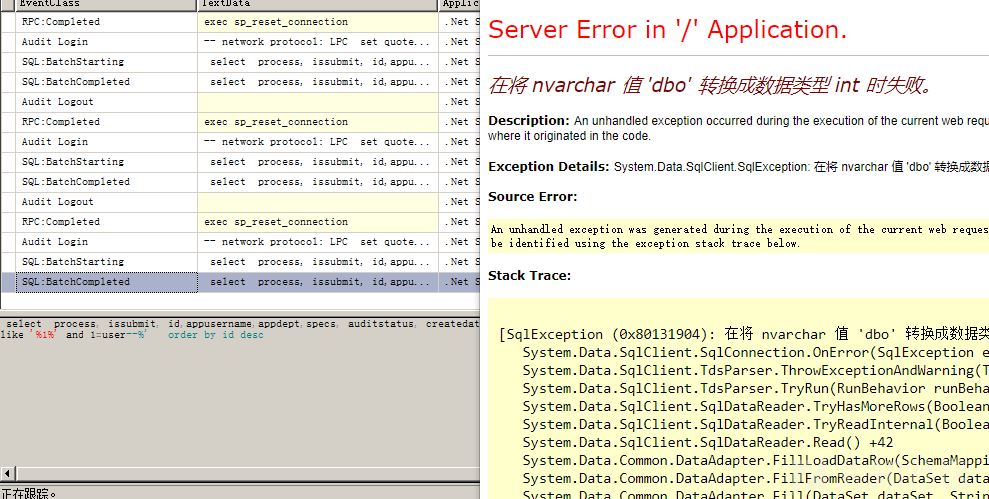 EventClass TextData Applic
RPC:Completed exec sp_reset_connection .Net S
Audit Login -- network protocol: LPC set quote... .Net S
SQL:BatchStarting select process, issubmit, id,appu... .Net S
SQL:BatchCompleted select process, issubmit, id,appu... .Net S
Audit Logout .Net S
RPC:Completed exec sp_reset_connection .Net S
Audit Login -- network protocol: LPC set quote... .Net S
SQL:BatchStarting select process, issubmit, id,appu... .Net S
SQL:BatchCompleted select process, issubmit, id,appu... .Net S
Audit Logout .Net S
RPC:Completed exec sp_reset_connection .Net S
Audit Login -- network protocol: LPC set quote... .Net S
SQL:BatchStarting select process, issubmit, id,appu... .Net S
SQL:BatchCompleted select process, issubmit, id,appu... .Net S
select process, issubmit, id,appusername,appdept,specs, auditstatus, createdat
like '%1%' and 1=user--%' order by id desc
正在跟踪。
Server Error in '/' Application.
在将 nvarchar 值 'dbo' 转换成数据类型 int 时失败。
Description: An unhandled exception occurred during the execution of the current web requ
where it originated in the code.
Exception Details: System.Data.SqlClient.SqlException: 在将 nvarchar 值 'dbo' 转换成数据
Source Error:
An unhandled exception was generated during the execution of the current web reques
be identified using the exception stack trace below.
Stack Trace:
[SqlException (0x80131904): 在将 nvarchar 值 'dbo' 转换成数据类
System.Data.SqlClient.SqlConnection.OnError(SqlException e
System.Data.SqlClient.TdsParser.ThrowExceptionAndWarning(T
System.Data.SqlClient.TdsParser.TryRun(RunBehavior runBeha
System.Data.SqlClient.SqlDataReader.TryHasMoreRows(Boolean
System.Data.SqlClient.SqlDataReader.TryReadInternal(Boolea
System.Data.SqlClient.SqlDataReader.Read() +42
System.Data.Common.DataAdapter.FillLoadDataRow(SchemaMappi
System.Data.Common.DataAdapter.FillFromReader(DataSet data
System.Data.Common.DataAdapter.Fill(DataSet dataSet, Strin